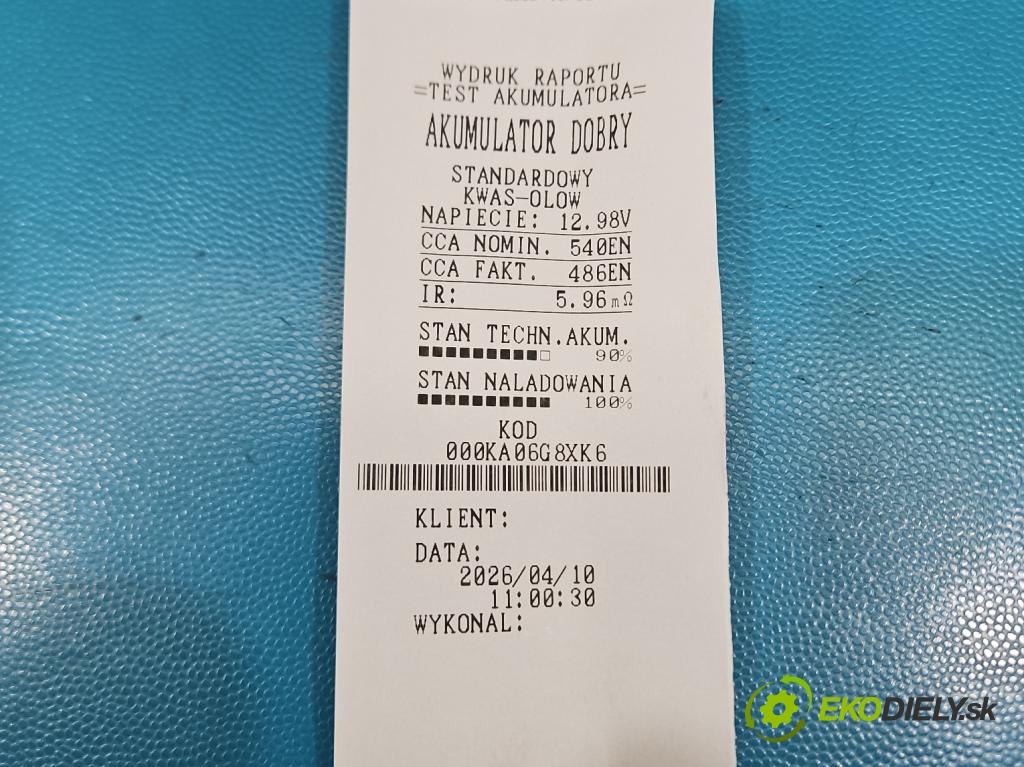 WYDRUK RAPORTU
=TEST AKUMULATORA=
AKUMULATOR DOBRY
STANDARDOWY
KWAS-OLOW
NAPIECIE: 12.98V
CCA NOMIN. 540EN
CCA FAKT. 486EN
IR: 5.96mΩ
STAN TECHN.AKUM.
90%
STAN NALADOWANIA
100%
KOD
000KA06G8XK6
KLIENT:
DATA:
2026/04/10
11:00:30
WYKONAL:
EKODIELY.sk